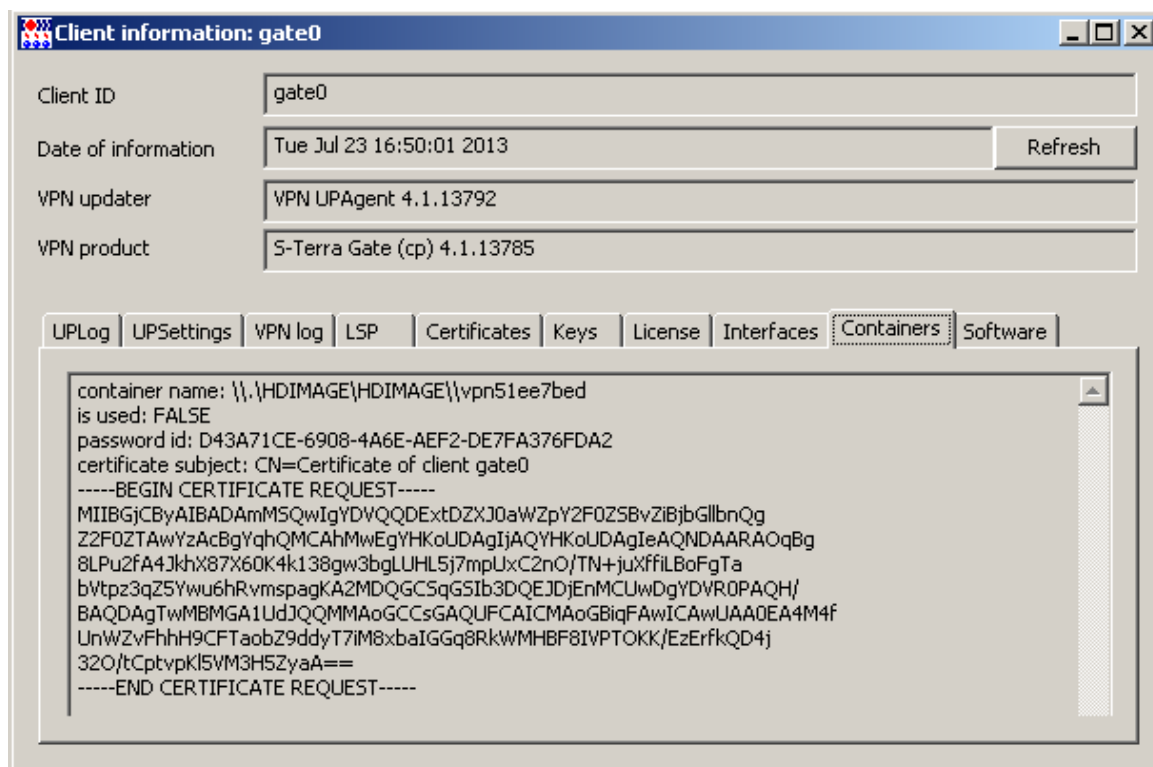 Client information: gate0
Client ID
gate0
Date of information
Tue Jul 23 16:50:01 2013
Refresh
VPN updater
VPN UPAgent 4.1.13792
VPN product
S-Terra Gate (cp) 4.1.13785
UPLog UPSettings VPN log LSP Certificates Keys License Interfaces Containers Software
container name: \\.\HDIMAGE\HDIMAGE\\vpn51ee7bed
is used: FALSE
password id: D43A71CE-6908-4A6E-AEF2-DE7FA376FDA2
certificate subject: CN=Certificate of client gate0
-----BEGIN CERTIFICATE REQUEST-----
MIIBGjCByAIBADAmMSQwIgYDVQQDExtDZXJ0aWZpY2F0ZSBvZiBjbGllbnQg
Z2F0ZTAwYzAcBgYqhQMCAhMwEgYHKoUDAgIjAQYHKoUDAgIeAQNDAARAOqBg
8LPu2fA4JkhX87X60K4k138gw3bgLUHL5j7mpUxC2nO/TN+juXffiLBoFgTa
bVtpz3qZ5Ywu6hRvmspagKA2MDQGCSqGSIb3DQEJDjEnMCUwDgYDVR0PAQH/
BAQDAgTwMBMGA1UdJQQMMAoGCCsGAQUFCAICMAoGBiqFAwICAwUAA0EA4M4f
UnWZvFhhH9CFTaobZ9ddyT7iM8xbaIGGq8RkWMHBF8IVPTOKK/EzErfkQD4j
32O/tCptvpKl5VM3H5ZyaA==
-----END CERTIFICATE REQUEST-----